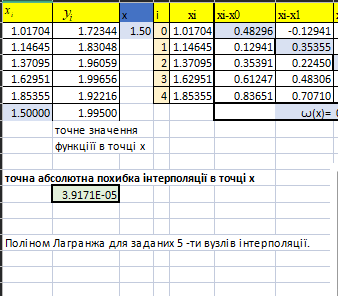 x i y i x i xi xi-x0 xi-x1
1.01704 1.72344 1.50 0 1.01704 0.48296 -0.12941
1.14645 1.83048 1 1.14645 0.12941 0.35355
1.37095 1.96059 2 1.37095 0.35391 0.22450
1.62951 1.99656 3 1.62951 0.61247 0.48306
1.85355 1.92216 4 1.85355 0.83651 0.70710
1.50000 1.99500 ω(x)=
точне значення
функціїї в точці x
точна абсолютна похибка інтерполяції в точці x
3.9171E-05
Поліном Лагранжа для заданих 5 -ти вузлів інтерполяції.